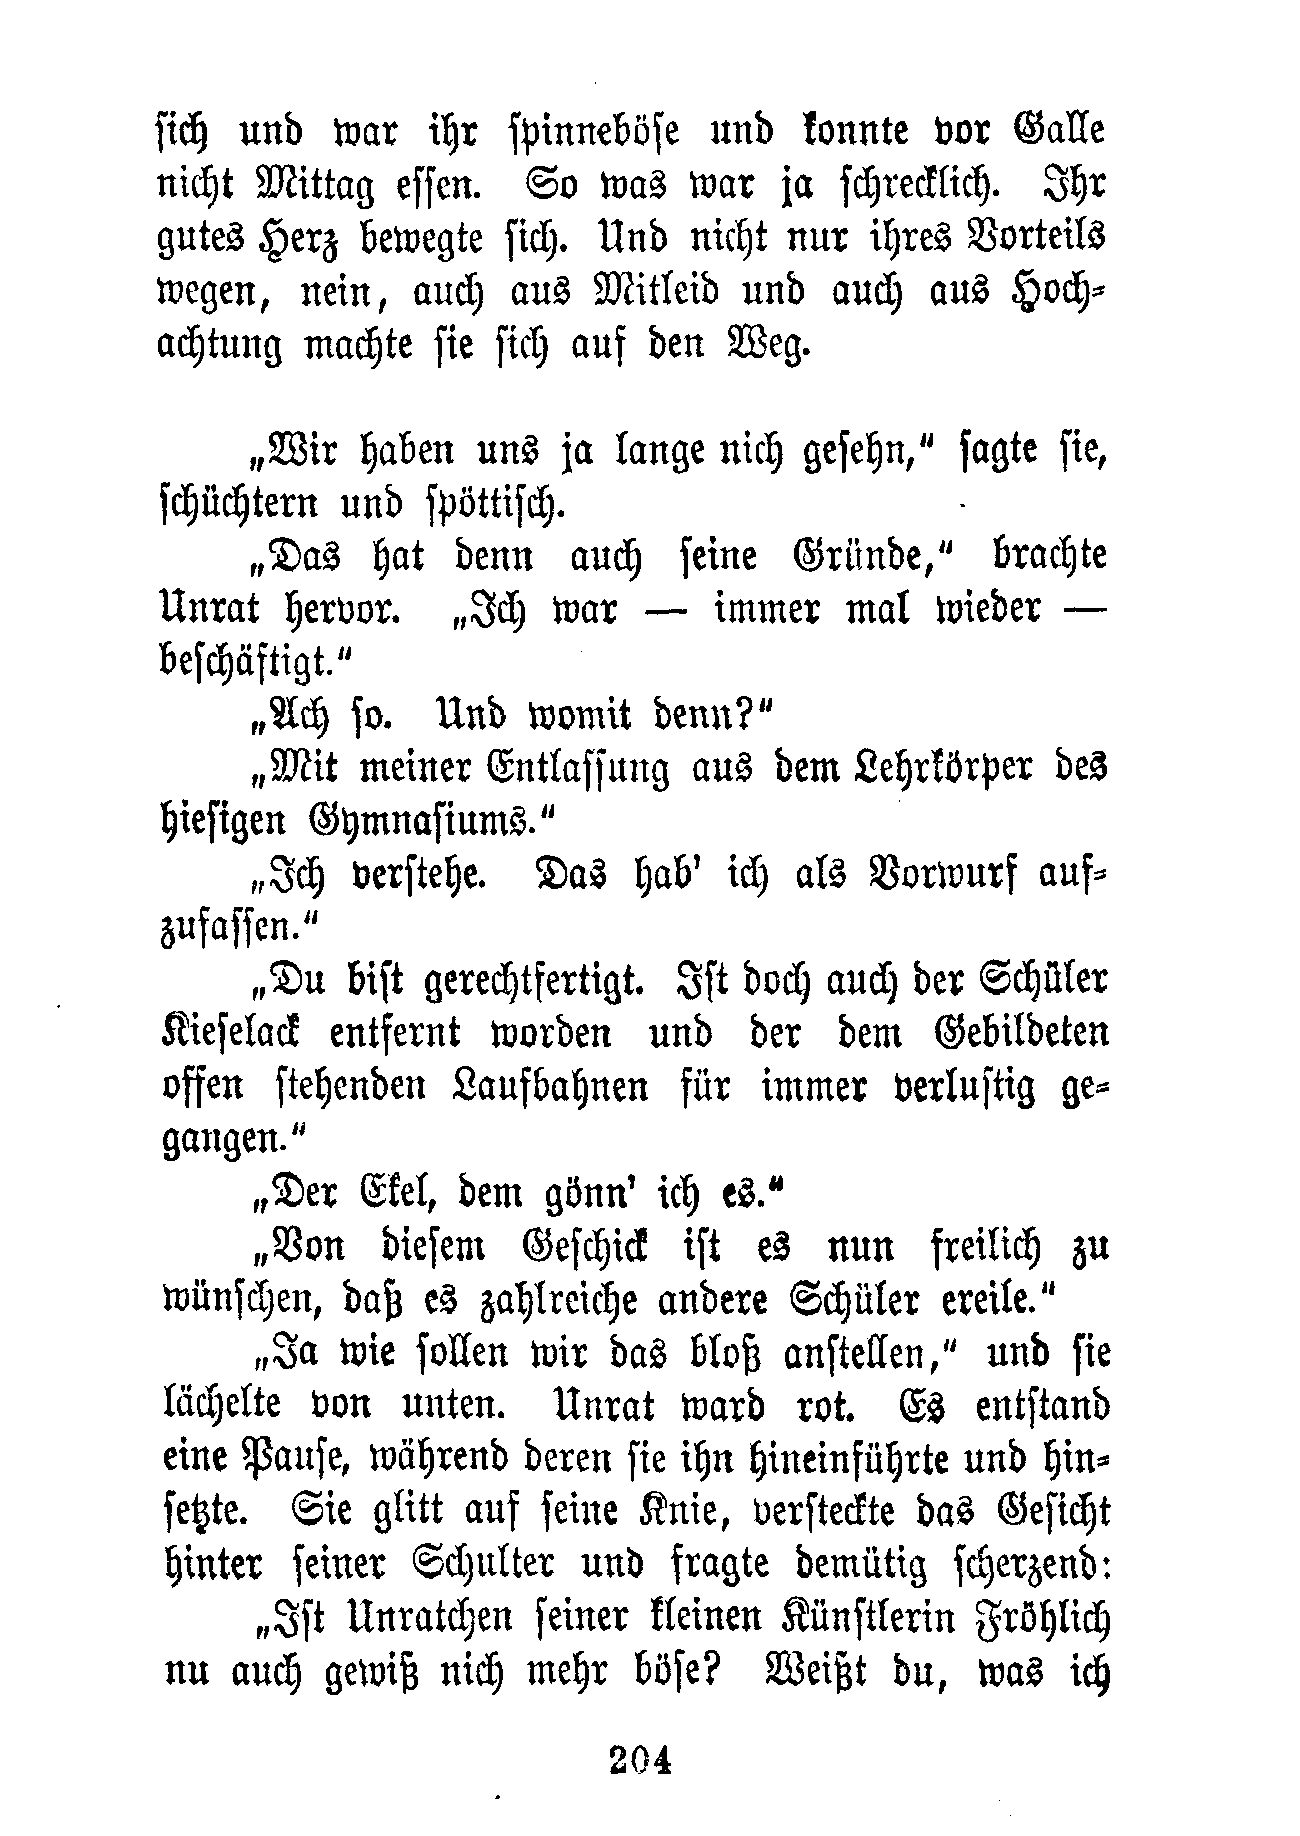 sich und war ihr spinneböse und konnte vor Galle
nicht Mittag essen. So was war ja schrecklich. Ihr
gutes Herz bewegte sich. Und nicht nur ihres Vorteils
wegen, nein, auch aus Mitleid und auch aus Hoch-
achtung machte sie sich auf den Weg.
„Wir haben uns ja lange nich gesehn,“ sagte sie,
schüchtern und spöttisch.
„Das hat denn auch seine Gründe,“ brachte
Unrat hervor. „Ich war — immer mal wieder —
beschäftigt.“
„Ach so. Und womit denn?“
„Mit meiner Entlassung aus dem Lehrkörper des
hiesigen Gymnasiums.“
„Ich verstehe. Das hab' ich als Vorwurf auf-
zufassen.“
„Du bist gerechtfertigt. Ist doch auch der Schüler
Kieselack entfernt worden und der dem Gebildeten
offen stehenden Laufbahnen für immer verlustig ge-
gangen.“
„Der Ekel, dem gönn' ich es.“
„Von diesem Geschick ist es nun freilich zu
wünschen, daß es zahlreiche andere Schüler ereile.“
„Ja wie sollen wir das bloß anstellen,“ und sie
lächelte von unten. Unrat ward rot. Es entstand
eine Pause, während deren sie ihn hineinführte und hin-
setzte. Sie glitt auf seine Knie, versteckte das Gesicht
hinter seiner Schulter und fragte demütig scherzend:
„Ist Unratchen seiner kleinen Künstlerin Fröhlich
nu auch gewiß nich mehr böse? Weißt du, was ich
204